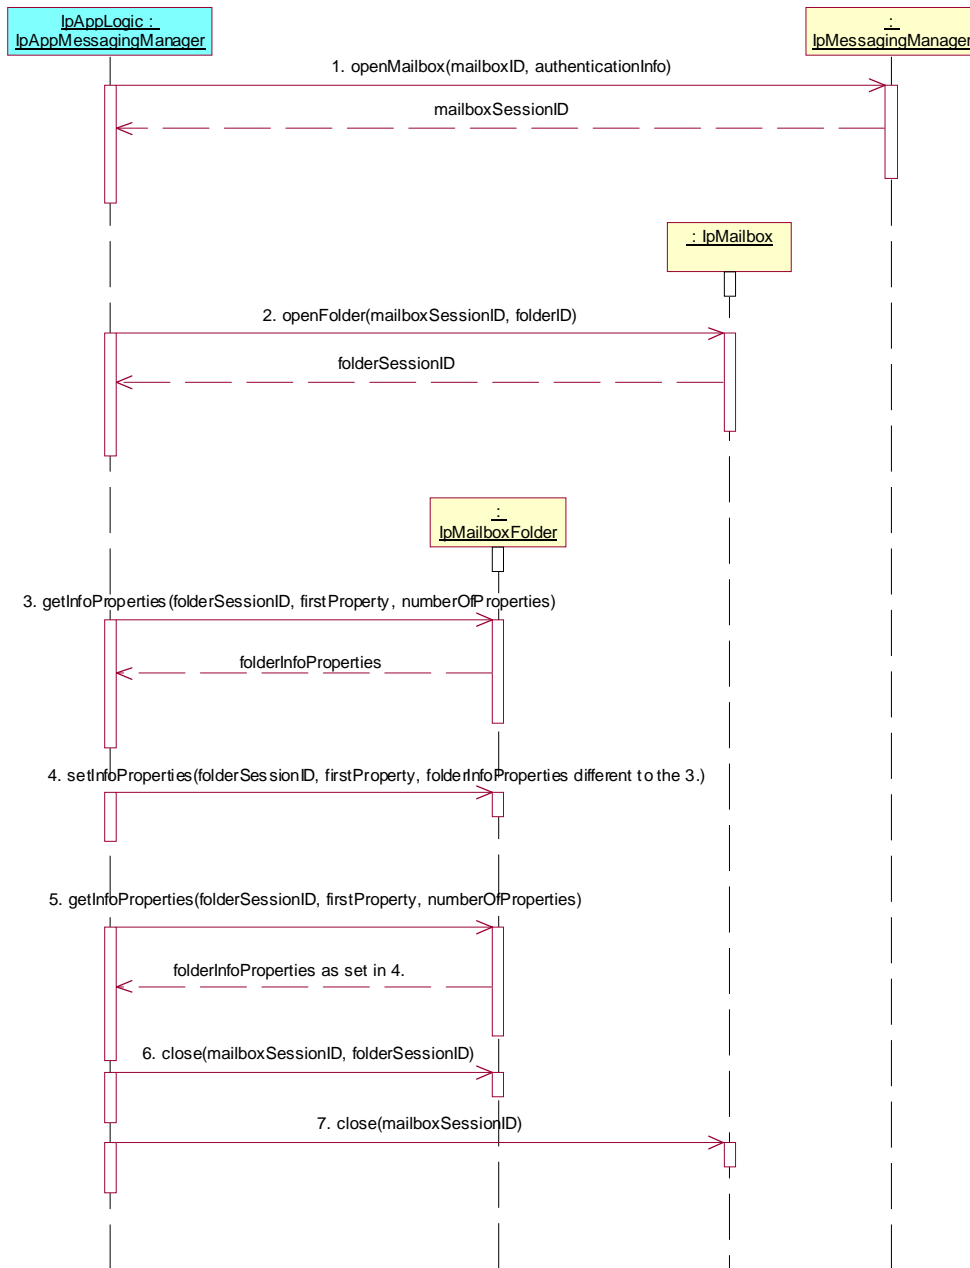 IpAppLogic :
IpAppMessagingManager
:
IpMessagingManager
1. openMailbox(mailboxID, authenticationInfo)
mailboxSessionID
: IpMailbox
2. openFolder(mailboxSessionID, folderID)
folderSessionID
:
IpMailboxFolder
3. getInfoProperties(folderSessionID, firstProperty, numberOfProperties)
folderInfoProperties
4. setInfoProperties(folderSessionID, firstProperty, folderInfoProperties different to the 3.)
5. getInfoProperties(folderSessionID, firstProperty, numberOfProperties)
folderInfoProperties as set in 4.
6. close(mailboxSessionID, folderSessionID)
7. close(mailboxSessionID)